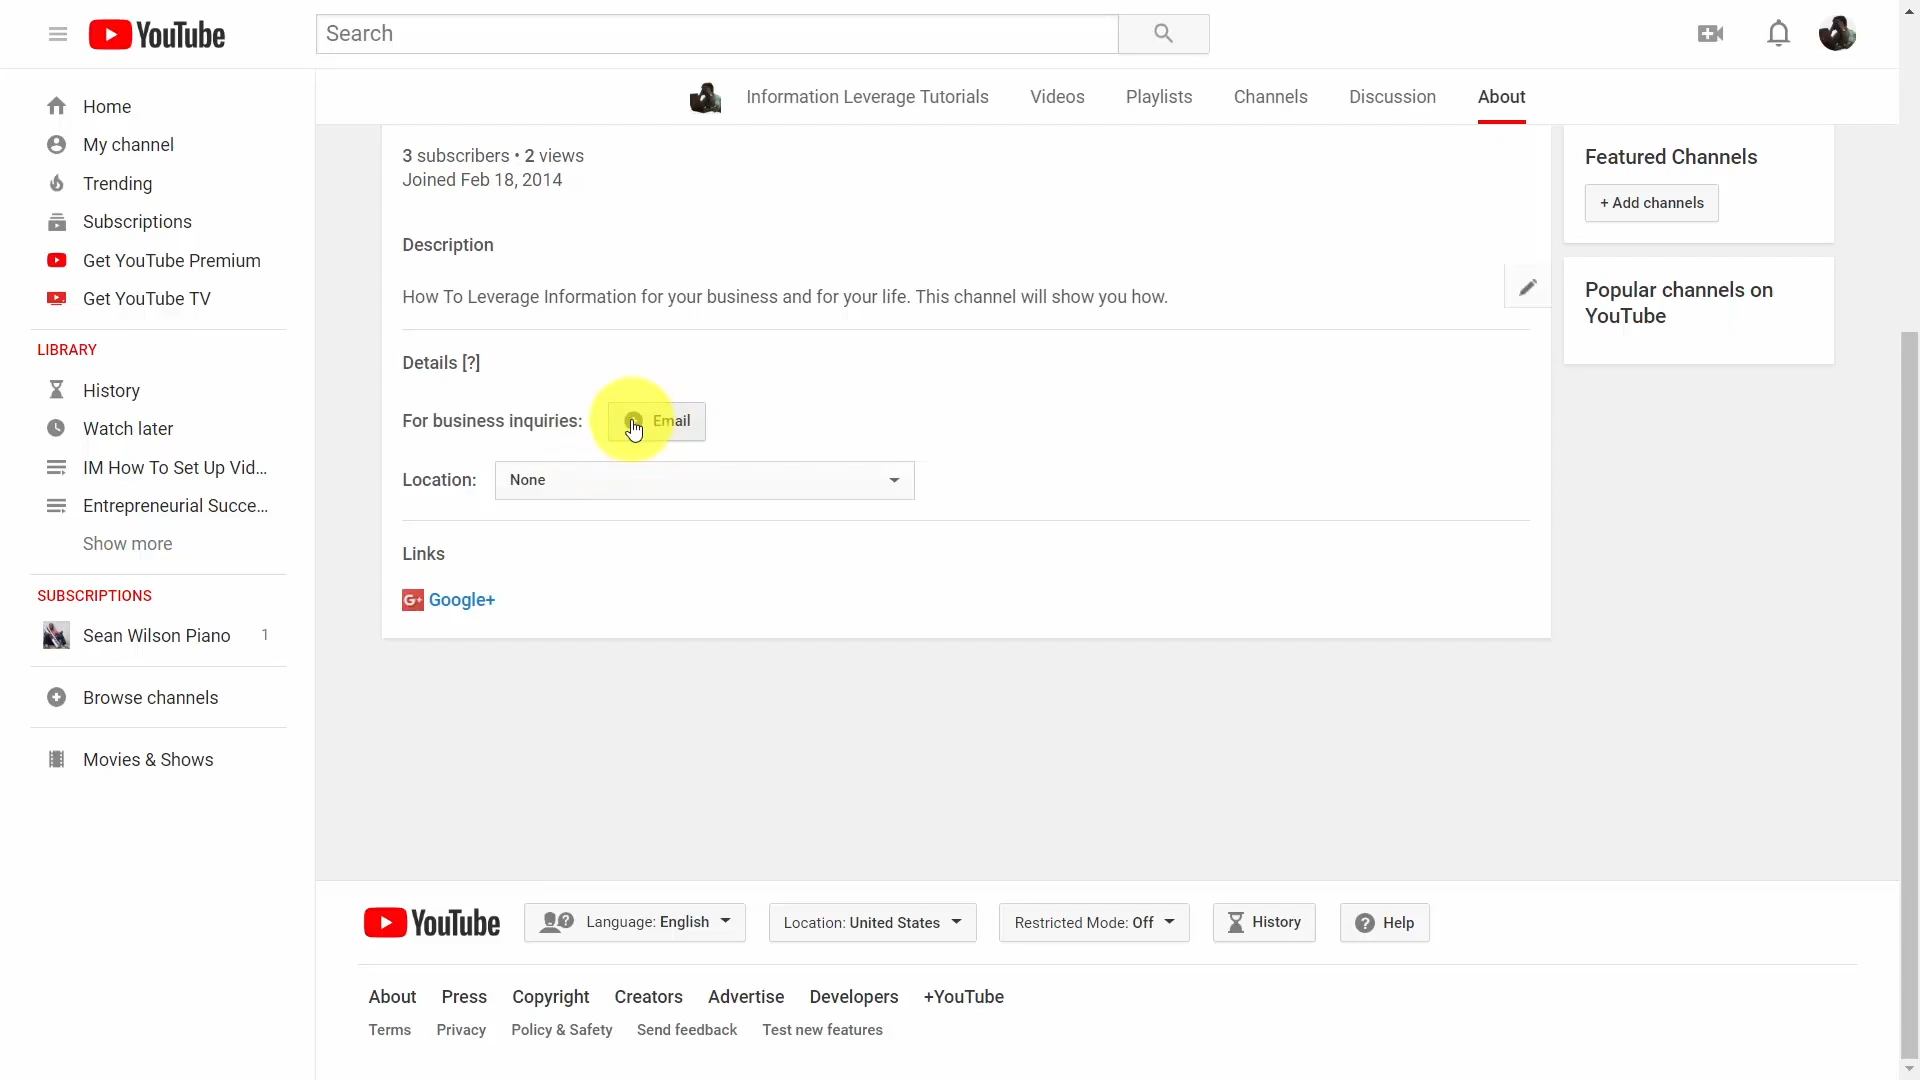 YouTube
Search
Home
My channel
Trending
Subscriptions
Get YouTube Premium
Get YouTube TV
LIBRARY
History
Watch later
IM How To Set Up Vid...
Entrepreneurial Succe...
Show more
SUBSCRIPTIONS
Sean Wilson Piano 1
Browse channels
Movies & Shows
Information Leverage Tutorials Videos Playlists Channels Discussion About
3 subscribers • 2 views
Joined Feb 18, 2014
Description
How To Leverage Information for your business and for your life. This channel will show you how.
Details [?]
For business inquiries: Email
Location: None
Links
G+ Google+
Featured Channels
+ Add channels
Popular channels on
YouTube
YouTube Language: English Location: United States Restricted Mode: Off History Help
About Press Copyright Creators Advertise Developers +YouTube
Terms Privacy Policy & Safety Send feedback Test new features